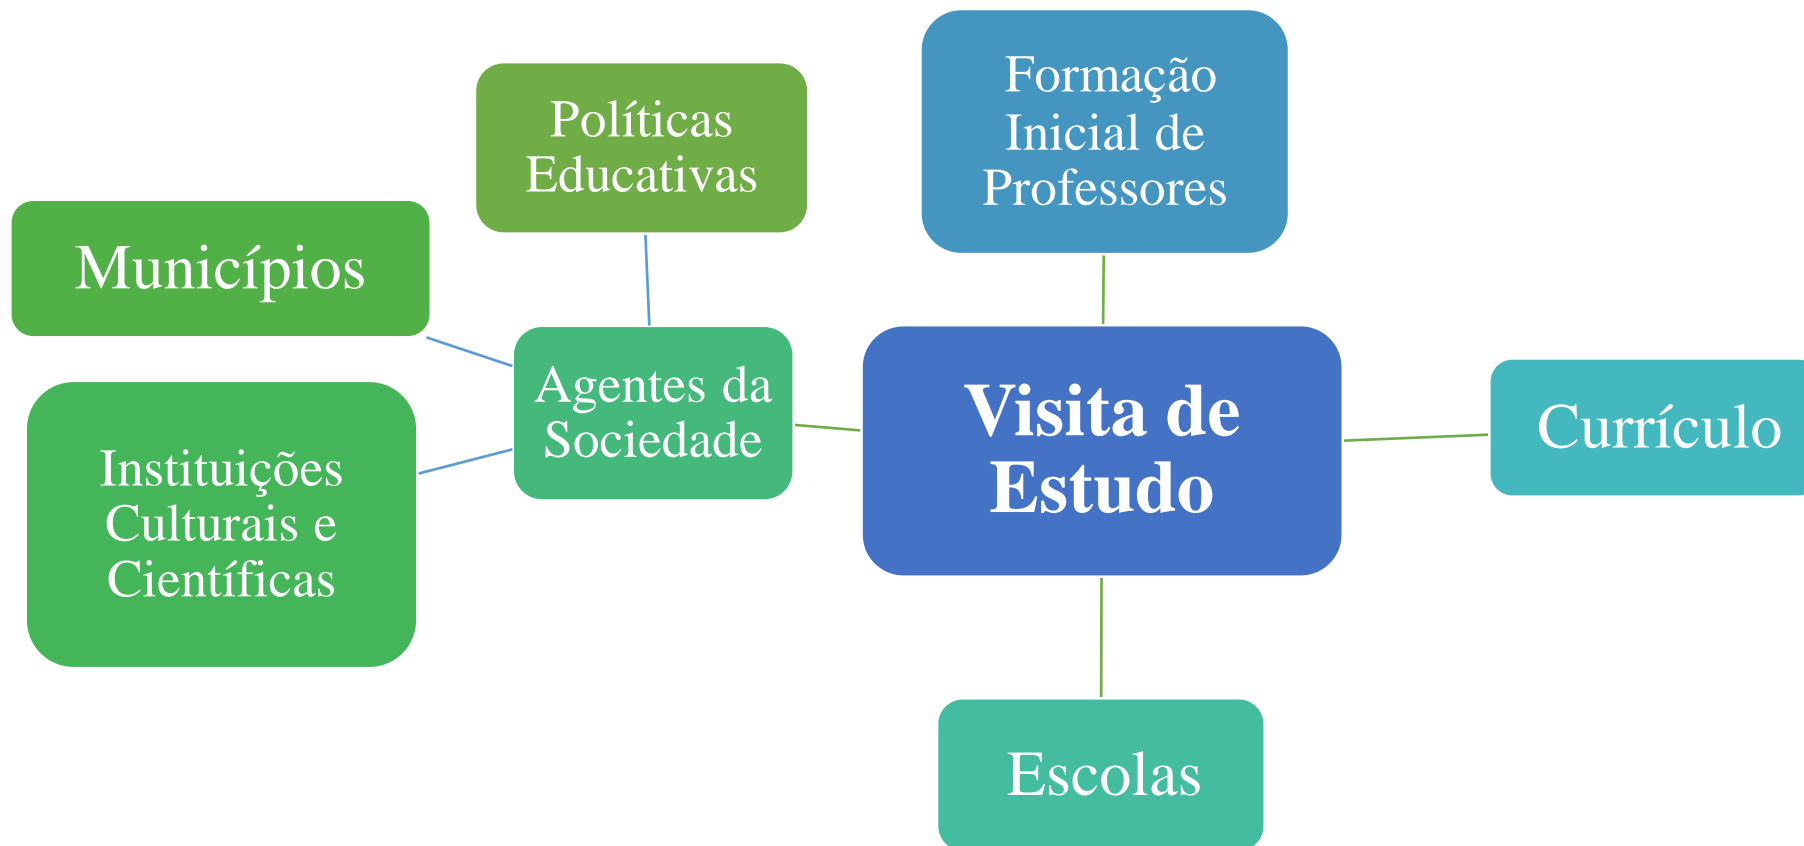 Formação
Inicial de
Professores
Políticas
Educativas
Municípios
Agentes da
Sociedade
Visita de
Estudo
Currículo
Instituições
Culturais e
Científicas
Escolas